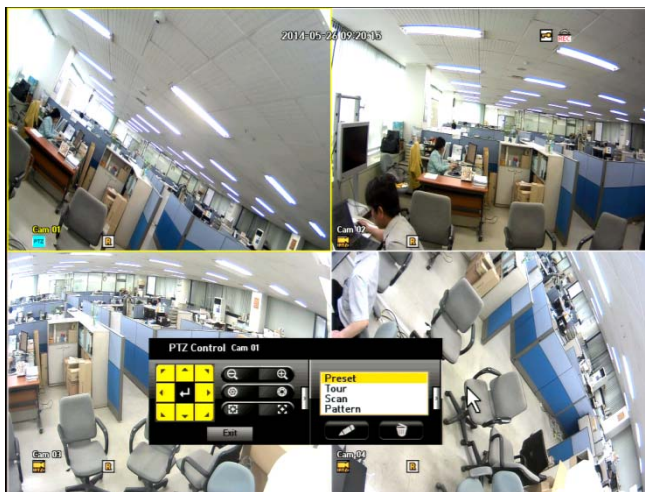 2014-05-26 09:20:15
REC
Cam 01
PTZ
R
Cam 02
R
PTZ Control Cam 01
Preset
Tour
Scan
Pattern
Exit
Cam 03
R
Cam 04
R